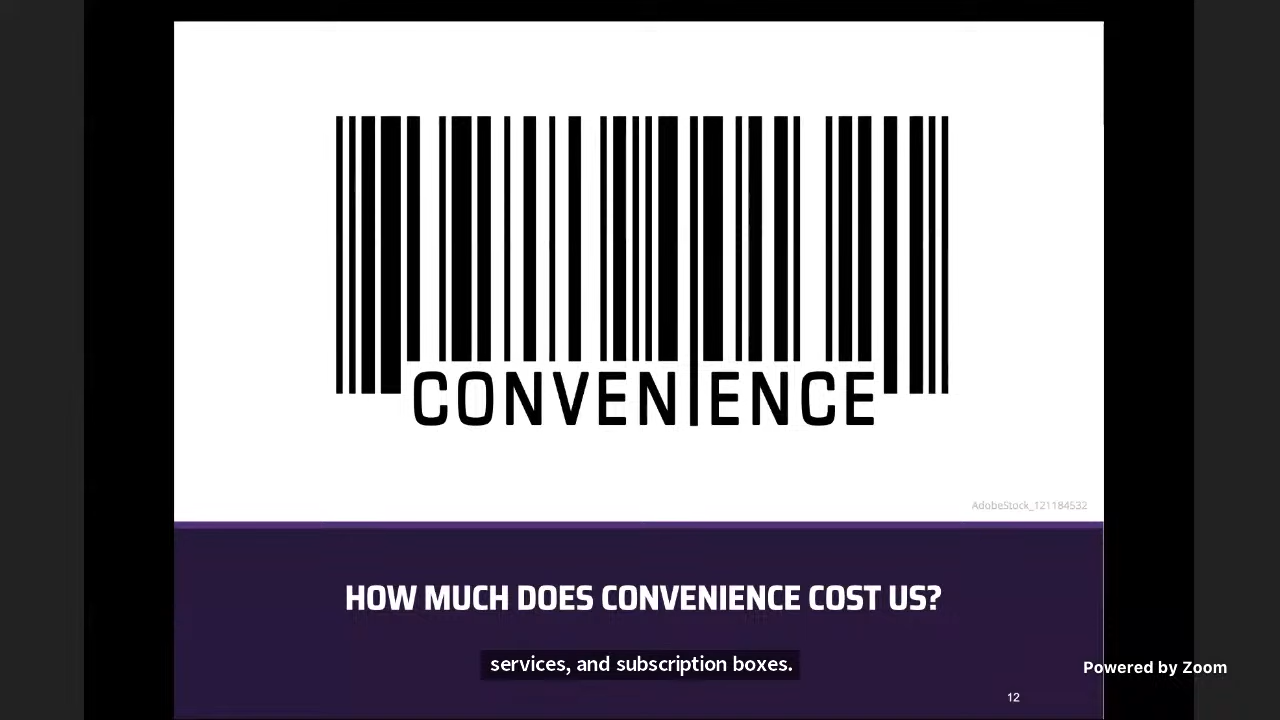 CONVENIENCE
AdobeStock_121184532
HOW MUCH DOES CONVENIENCE COST US?
services, and subscription boxes.
Powered by Zoom
12